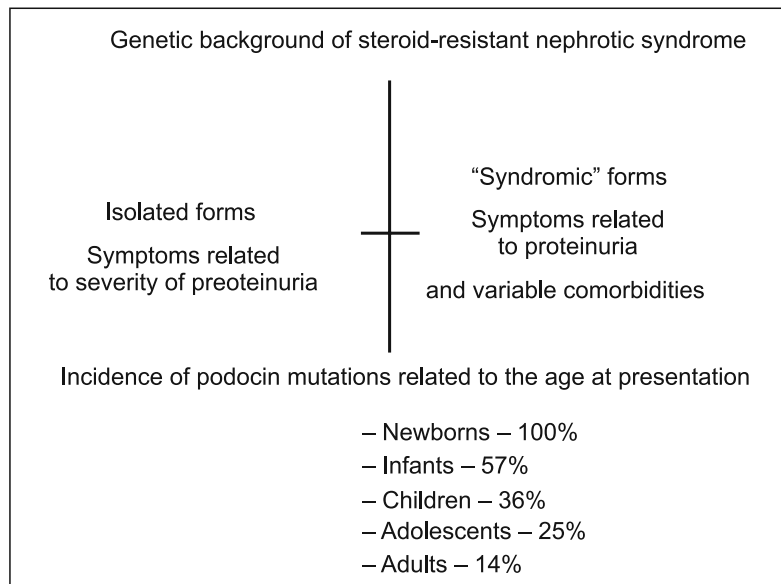 Genetic background of steroid-resistant nephrotic syndrome
Isolated forms
Symptoms related
to severity of preoteinuria
“Syndromic” forms
Symptoms related
to proteinuria
and variable comorbidities
Incidence of podocin mutations related to the age at presentation
– Newborns – 100%
– Infants – 57%
– Children – 36%
– Adolescents – 25%
– Adults – 14%